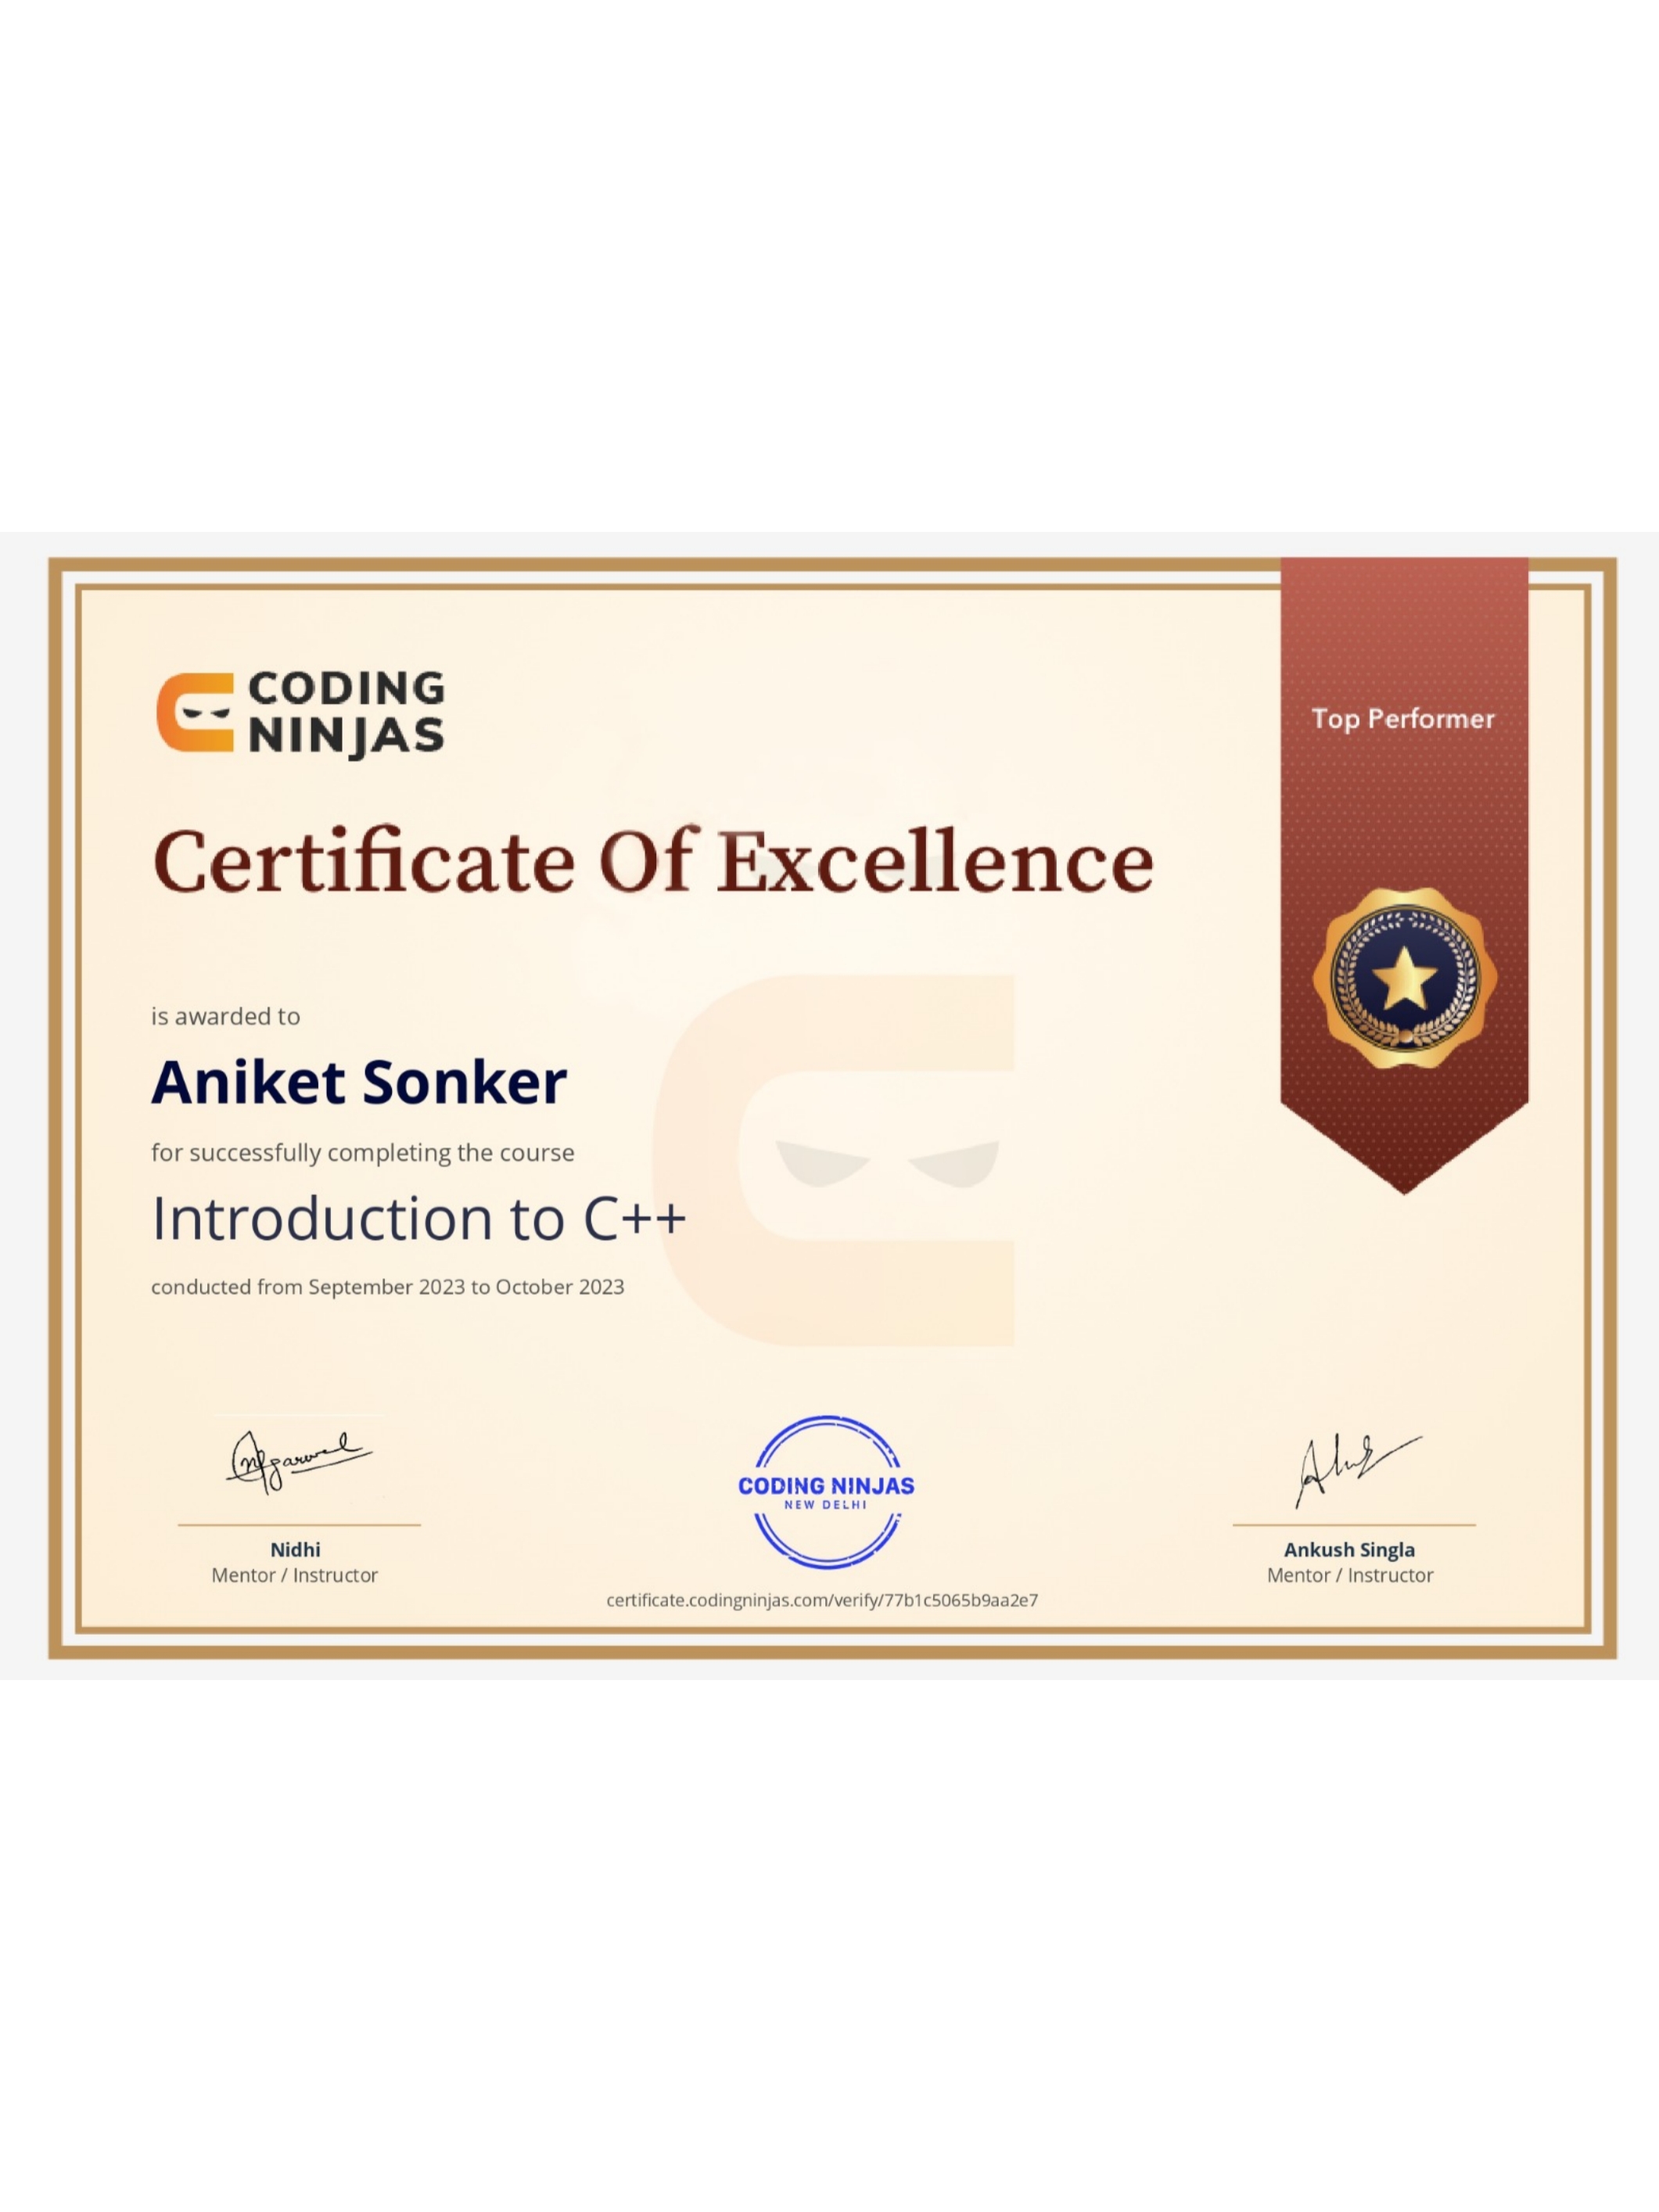 CODING
NINJAS
Top Performer
Certificate Of Excellence
is awarded to
Aniket Sonker
for successfully completing the course
Introduction to C++
conducted from September 2023 to October 2023
CODING NINJAS
NEW DELHI
Nidhi
Mentor / Instructor
Ankush Singla
Mentor / Instructor
certificate.codingninjas.com/verify/77b1c5065b9aa2e7